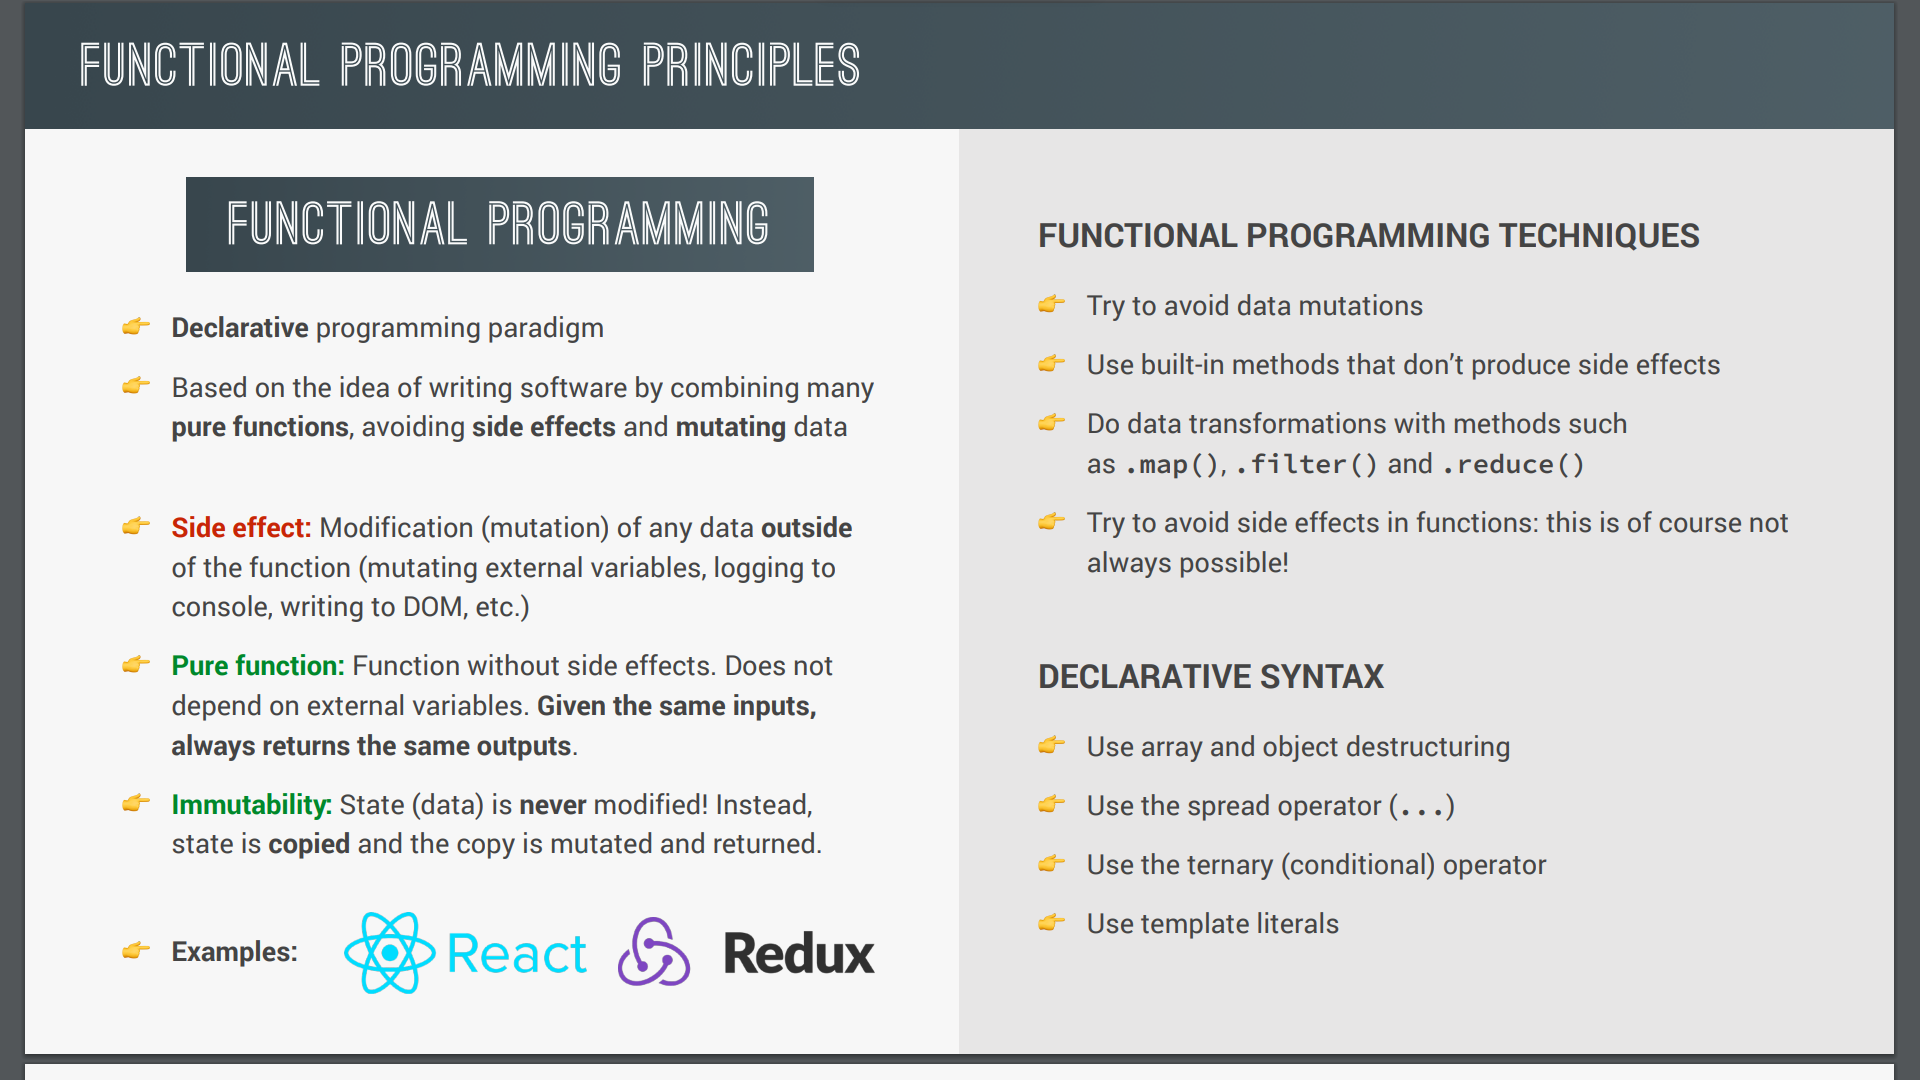 FUNCTIONAL PROGRAMMING PRINCIPLES
FUNCTIONAL PROGRAMMING
👉 Declarative programming paradigm
👉 Based on the idea of writing software by combining many
pure functions, avoiding side effects and mutating data
👉 Side effect: Modification (mutation) of any data outside
of the function (mutating external variables, logging to
console, writing to DOM, etc.)
👉 Pure function: Function without side effects. Does not
depend on external variables. Given the same inputs,
always returns the same outputs.
👉 Immutability: State (data) is never modified! Instead,
state is copied and the copy is mutated and returned.
👉 Examples: React Redux
FUNCTIONAL PROGRAMMING TECHNIQUES
👉 Try to avoid data mutations
👉 Use built-in methods that don’t produce side effects
👉 Do data transformations with methods such
as .map(), .filter() and .reduce()
👉 Try to avoid side effects in functions: this is of course not
always possible!
DECLARATIVE SYNTAX
👉 Use array and object destructuring
👉 Use the spread operator (...)
👉 Use the ternary (conditional) operator
👉 Use template literals